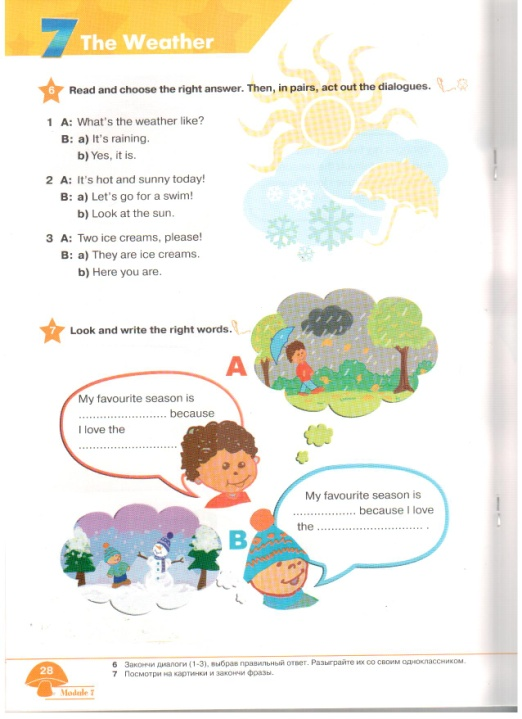 7 The Weather
6 Read and choose the right answer. Then, in pairs, act out the dialogues.
1 A: What's the weather like?
B: a) It's raining.
b) Yes, it is.
2 A: It's hot and sunny today!
B: a) Let's go for a swim!
b) Look at the sun.
3 A: Two ice creams, please!
B: a) They are ice creams.
b) Here you are.
7 Look and write the right words.
A
My favourite season is
........................ because
I love the
...........................
My favourite season is
................. because I love
the ............................. .
B
6 Закончи диалоги (1-3), выбрав правильный ответ. Разыграйте их со своим одноклассником.
7 Посмотри на картинки и закончи фразы.
28
Module 7